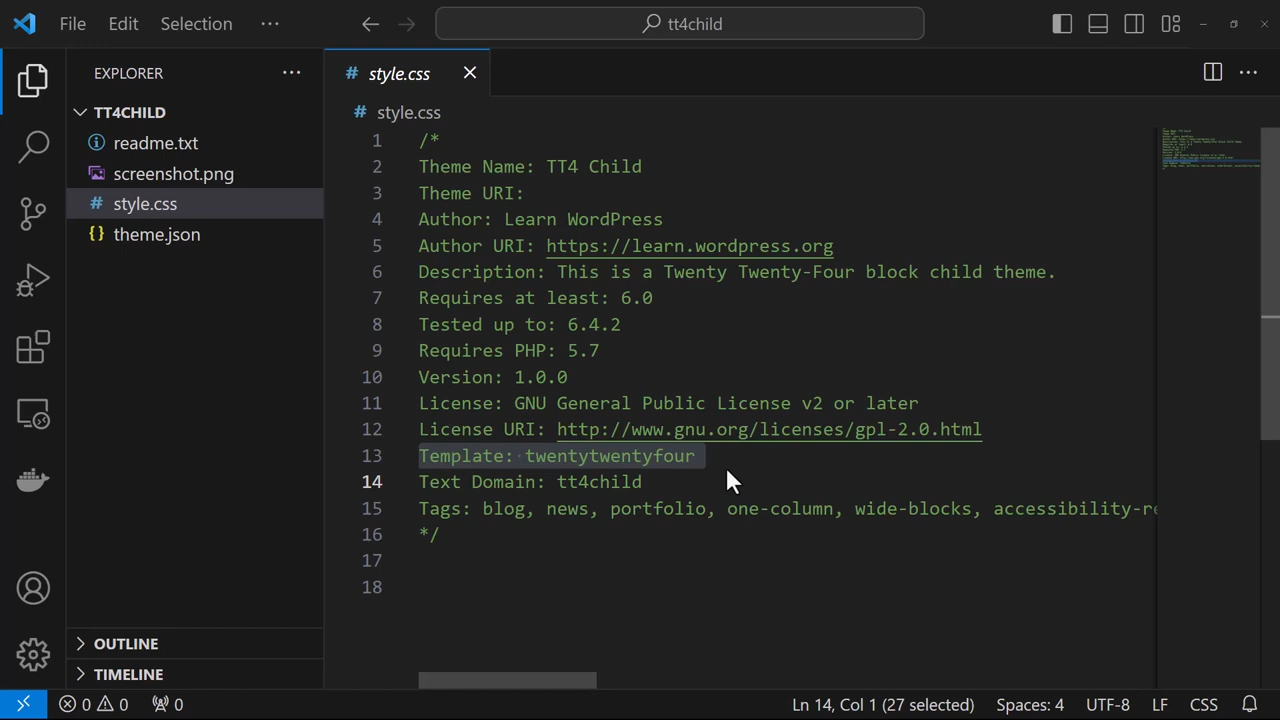 File Edit Selection ··· tt4child
EXPLORER ···
style.css
TT4CHILD
readme.txt
screenshot.png
style.css
theme.json
style.css
1 /*
2 Theme Name: TT4 Child
3 Theme URI:
4 Author: Learn WordPress
5 Author URI: https://learn.wordpress.org
6 Description: This is a Twenty Twenty-Four block child theme.
7 Requires at least: 6.0
8 Tested up to: 6.4.2
9 Requires PHP: 5.7
10 Version: 1.0.0
11 License: GNU General Public License v2 or later
12 License URI: http://www.gnu.org/licenses/gpl-2.0.html
13 Template: twentytwentyfour
14 Text Domain: tt4child
15 Tags: blog, news, portfolio, one-column, wide-blocks, accessibility-re
16 */
17
18
OUTLINE
TIMELINE
0 0 0 Ln 14, Col 1 (27 selected) Spaces: 4 UTF-8 LF CSS